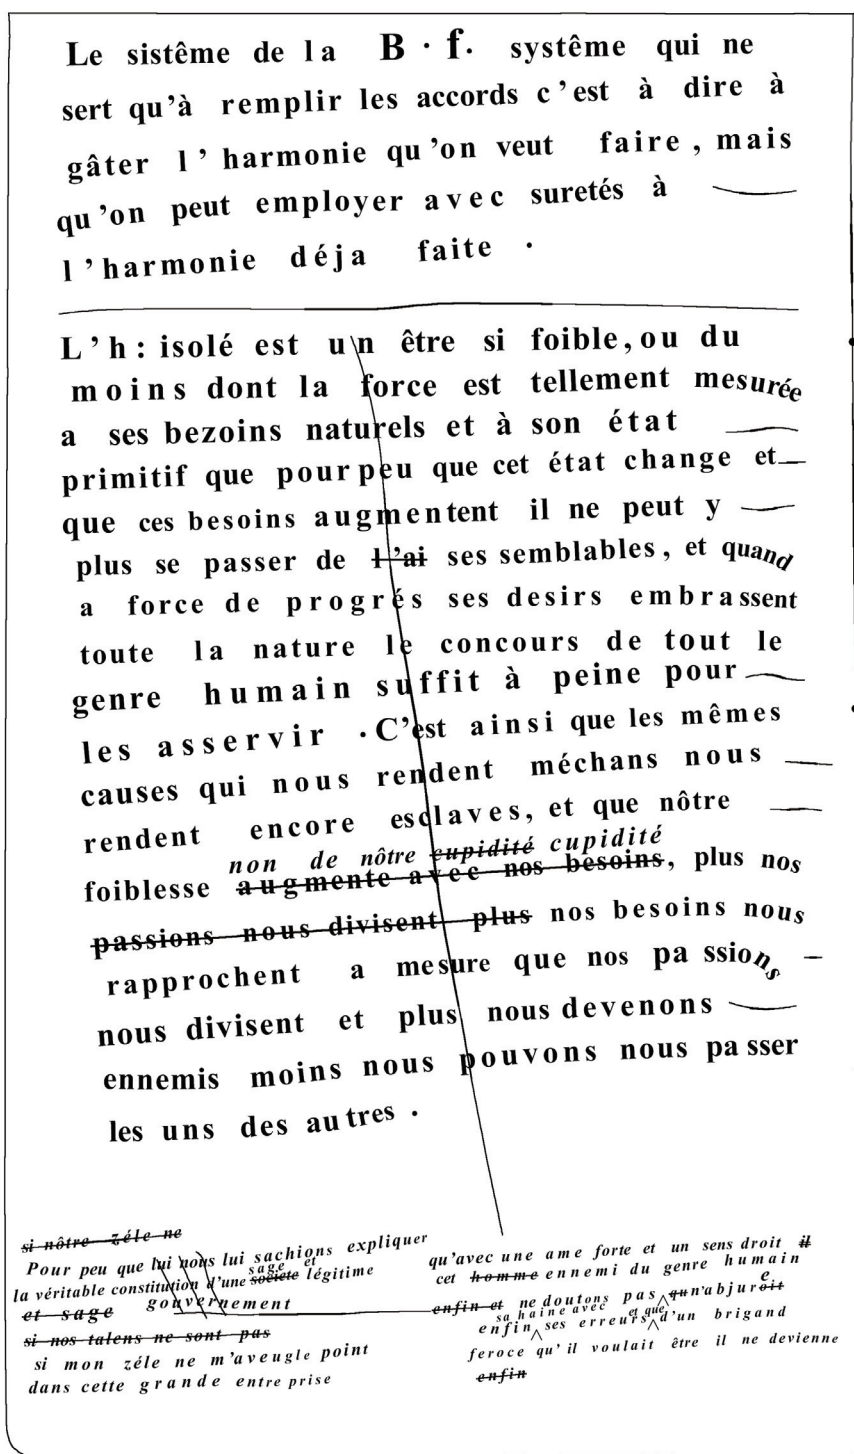 Le sistême de la B. f. systême qui ne
sert qu'à remplir les accords c'est à dire à
gâter l'harmonie qu'on veut faire, mais
qu'on peut employer avec suretés à
l'harmonie déja faite.
L'h: isolé est un être si foible, ou du
moins dont la force est tellement mesurée
a ses bezoins naturels et à son état
primitif que pour peu que cet état change et
que ces besoins augmentent il ne peut y
plus se passer de l'ai ses semblables, et quand
a force de progrés ses desirs embrassent
toute la nature le concours de tout le
genre humain suffit à peine pour
les asservir. C'est ainsi que les mêmes
causes qui nous rendent méchans nous
rendent encore esclaves, et que nôtre
non de nôtre cupidité cupidité
foiblesse augmente avec nos besoins, plus nos
passions nous divisent plus nos besoins nous
rapprochent a mesure que nos passions
nous divisent et plus nous devenons
ennemis moins nous pouvons nous passer
les uns des autres.
si nôtre zéle ne
Pour peu que lui nous lui sachions expliquer
sage et
la véritable constitution d'une societe légitime
et sage gouvernement
si nos talens ne sont pas
si mon zéle ne m'aveugle point
dans cette grande entreprise
qu'avec une ame forte et un sens droit il
cet homme ennemi du genre humain
e
enfin et ne doutons pas qu n'abjuroit
sa haine avec et que
enfin ses erreurs d'un brigand
feroce qu'il voulait être il ne devienne
enfin